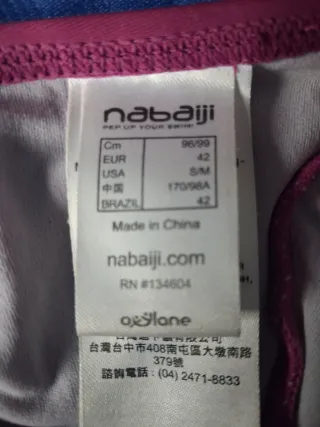 nabaiji
PEP UP YOUR SWIM!
Cm 96/99
EUR 42
USA S/M
中国 170/98A
BRAZIL 42
Made in China
nabaiji.com
RN #134604
oxylane
台灣台中市408南屯區大墩南路
379號
諮詢電話: (04) 2471-8833